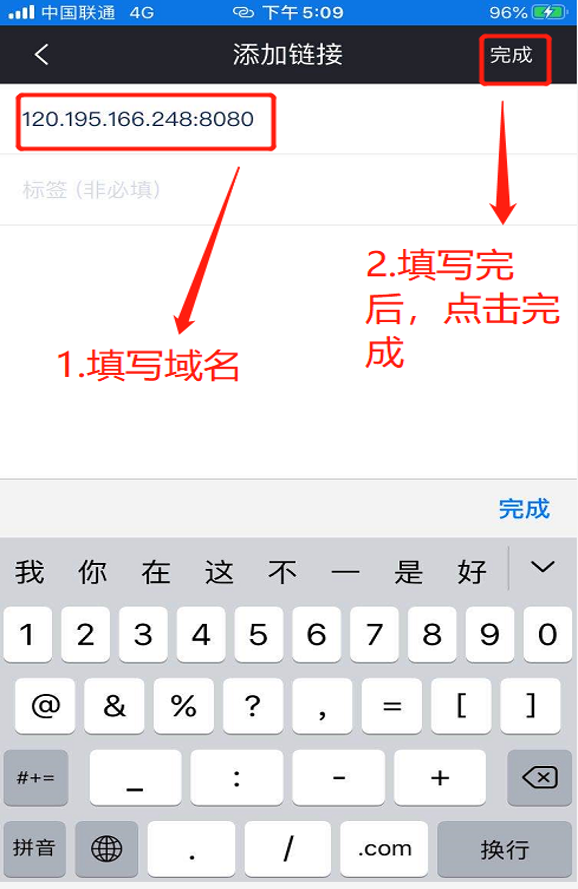 中国联通 4G 下午 5:09 96%
添加链接 完成
120.195.166.248:8080
标签 (非必填)
2.填写完
后，点击完
成
1.填写域名
完成
我 你 在 这 不 一 是 好
1 2 3 4 5 6 7 8 9 0
@ & % ? , = [ ]
#+= _ : - +
拼音 . / .com 换行